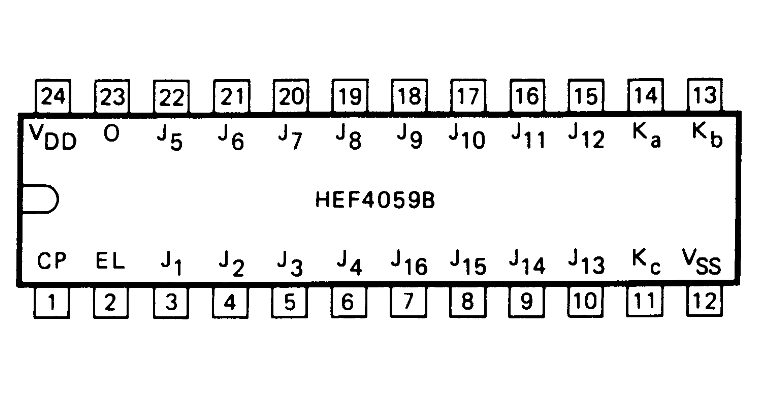 24 23 22 21 20 19 18 17 16 15 14 13
VDD O J5 J6 J7 J8 J9 J10 J11 J12 Ka Kb
HEF4059B
CP EL J1 J2 J3 J4 J16 J15 J14 J13 Kc VSS
1 2 3 4 5 6 7 8 9 10 11 12